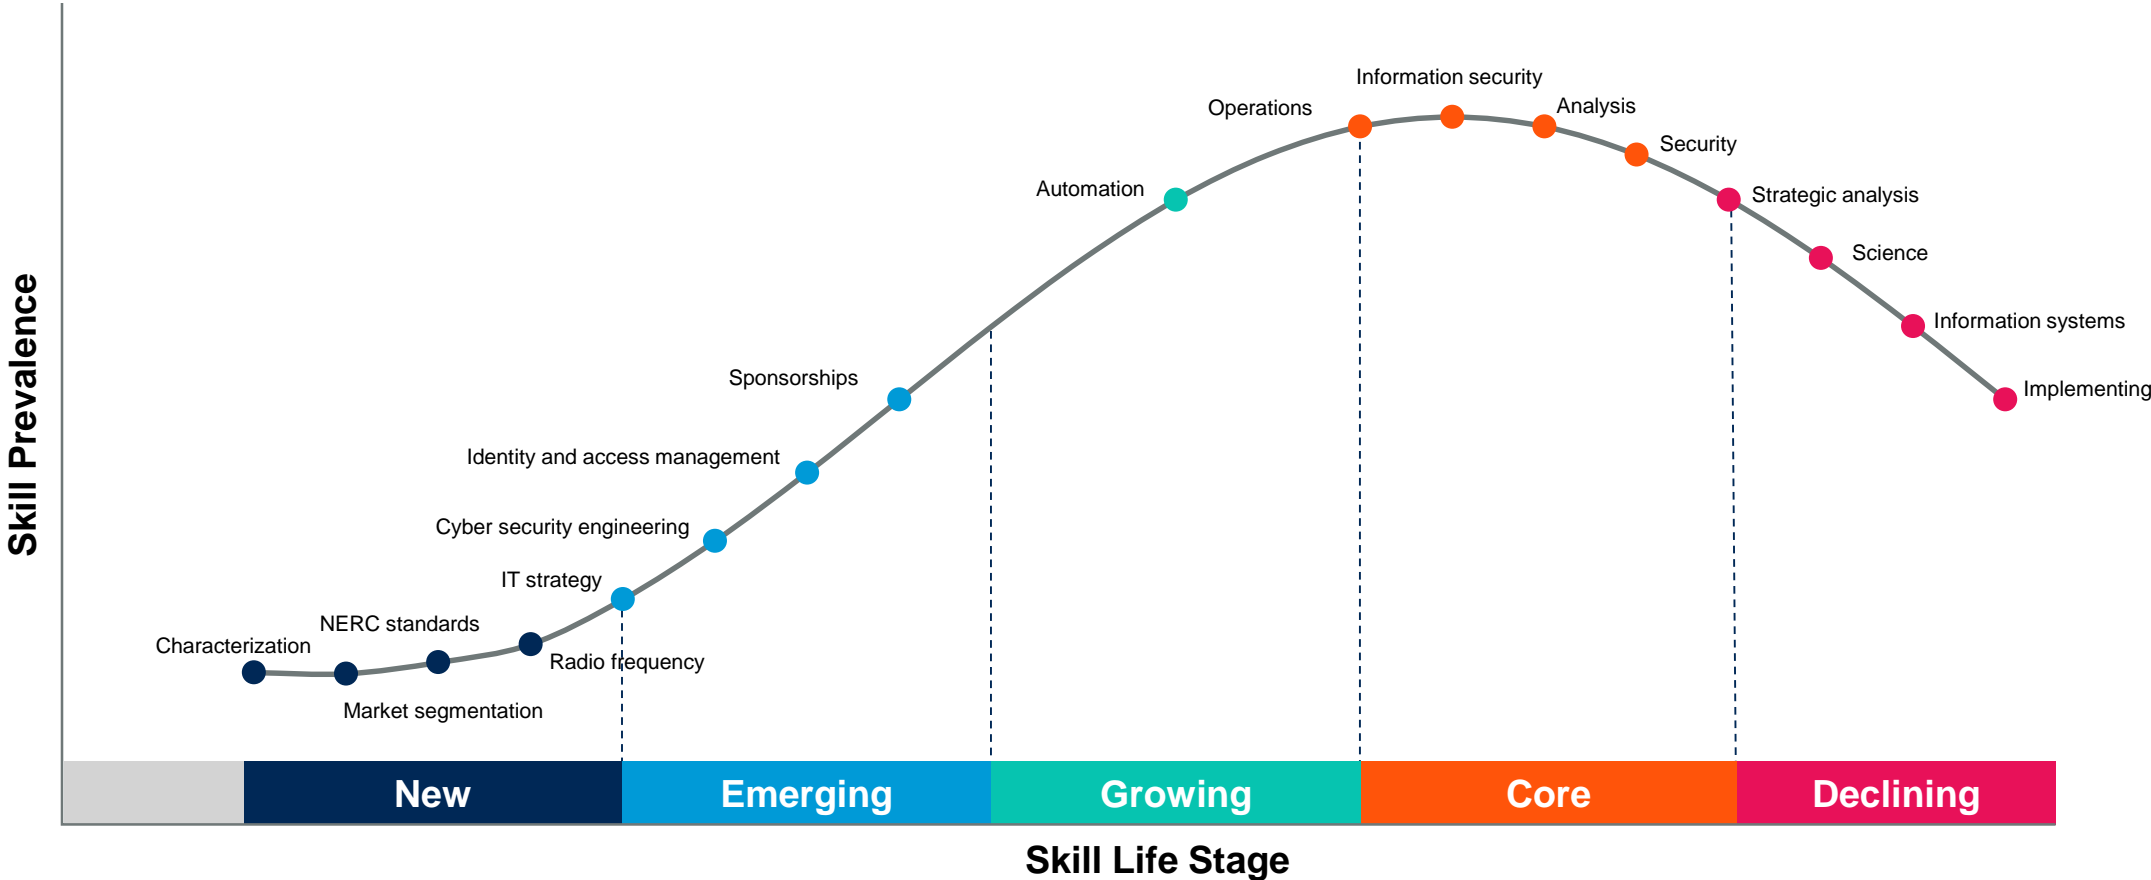 Information security
Operations
Analysis
Security
Automation
Strategic analysis
Science
Information systems
Sponsorships
Implementing
Identity and access management
Cyber security engineering
IT strategy
NERC standards
Characterization
Radio frequency
Market segmentation
Skill Prevalence
New
Emerging
Growing
Core
Declining
Skill Life Stage